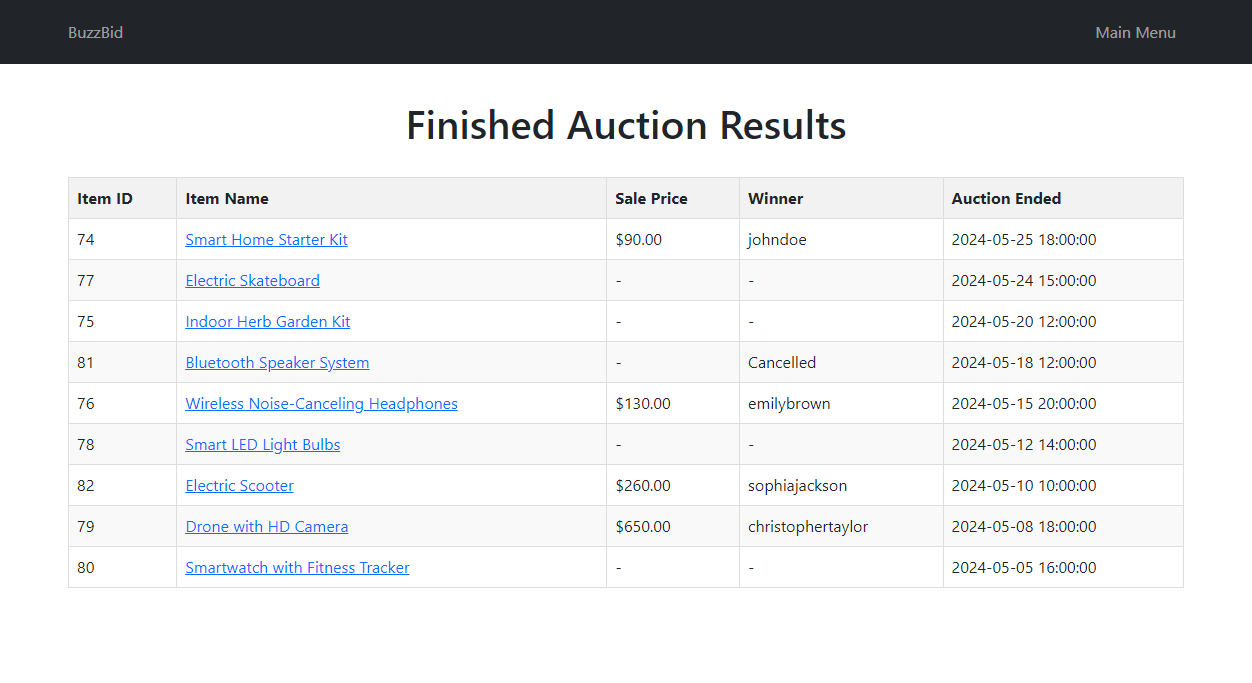 BuzzBid Main Menu
Finished Auction Results
Item ID Item Name Sale Price Winner Auction Ended
74 Smart Home Starter Kit $90.00 johndoe 2024-05-25 18:00:00
77 Electric Skateboard - - 2024-05-24 15:00:00
75 Indoor Herb Garden Kit - - 2024-05-20 12:00:00
81 Bluetooth Speaker System - Cancelled 2024-05-18 12:00:00
76 Wireless Noise-Canceling Headphones $130.00 emilybrown 2024-05-15 20:00:00
78 Smart LED Light Bulbs - - 2024-05-12 14:00:00
82 Electric Scooter $260.00 sophiajackson 2024-05-10 10:00:00
79 Drone with HD Camera $650.00 christophertaylor 2024-05-08 18:00:00
80 Smartwatch with Fitness Tracker - - 2024-05-05 16:00:00